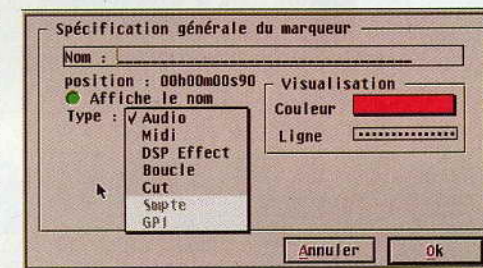 Spécification générale du marqueur
Nom :
position : 00h00m00s90
Visualisation
Affiche le nom
Couleur
Type : √ Audio
Midi
Ligne
DSP Effect
Boucle
Cut
Smpte
GPI
Annuler
Ok